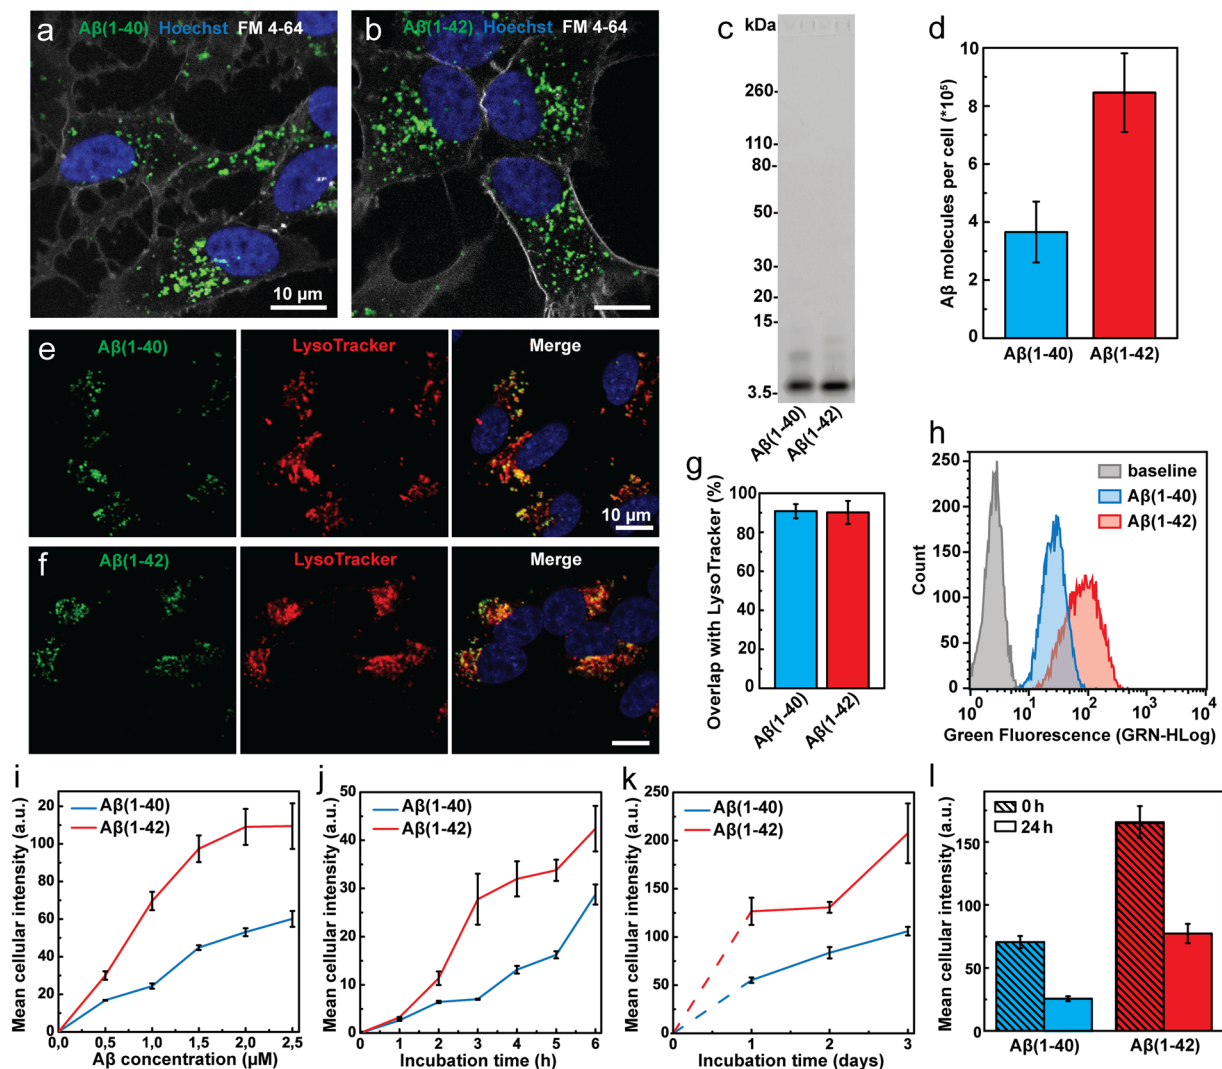 a
Aβ(1-40) Hoechst FM 4-64
10 µm
b
Aβ(1-42) Hoechst FM 4-64
c
kDa
260
110
80
50
30
20
15
3.5
Aβ(1-40)
Aβ(1-42)
d
Aβ molecules per cell (*10⁵)
10
8
6
4
2
0
Aβ(1-40)
Aβ(1-42)
e
Aβ(1-40)
LysoTracker
Merge
10 µm
f
Aβ(1-42)
LysoTracker
Merge
g
Overlap with LysoTracker (%)
100
80
60
40
20
0
Aβ(1-40)
Aβ(1-42)
h
Count
250
200
150
100
50
0
baseline
Aβ(1-40)
Aβ(1-42)
10⁰ 10¹ 10² 10³ 10⁴
Green Fluorescence (GRN-HLog)
i
Mean cellular intensity (a.u.)
120
100
80
60
40
20
0
Aβ(1-40)
Aβ(1-42)
0,0 0,5 1,0 1,5 2,0 2,5
Aβ concentration (µM)
j
Mean cellular intensity (a.u.)
50
40
30
20
10
0
Aβ(1-40)
Aβ(1-42)
0 1 2 3 4 5 6
Incubation time (h)
k
Mean cellular intensity (a.u.)
250
200
150
100
50
0
Aβ(1-40)
Aβ(1-42)
0 1 2 3
Incubation time (days)
l
Mean cellular intensity (a.u.)
150
100
50
0
0 h
24 h
Aβ(1-40)
Aβ(1-42)